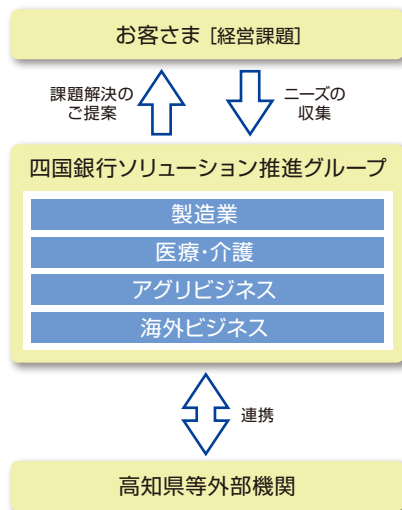 お客さま［経営課題］
課題解決の
ご提案
ニーズの
収集
四国銀行ソリューション推進グループ
製造業
医療・介護
アグリビジネス
海外ビジネス
連携
高知県等外部機関